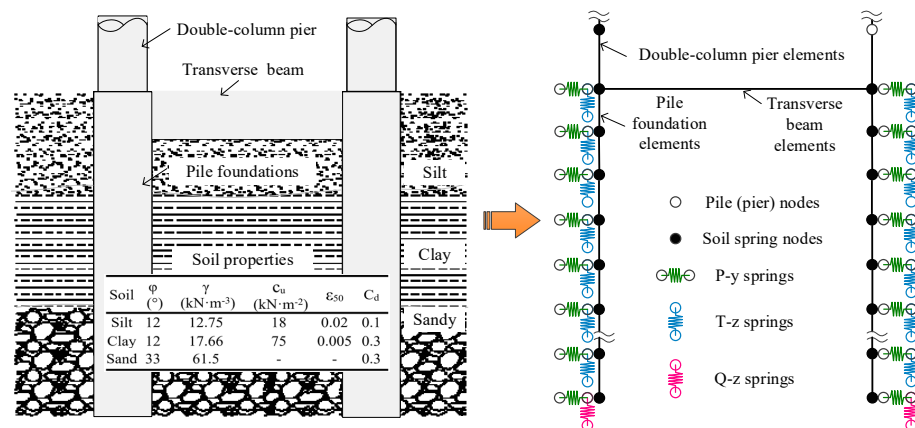 Double-column pier
Transverse beam
Pile foundations
Silt
Clay
Sandy
Soil properties
Soil φ (°) γ (kN·m-3) cu (kN·m-2) ε50 Cd
Silt 12 12.75 18 0.02 0.1
Clay 12 17.66 75 0.005 0.3
Sand 33 61.5 - - 0.3
Double-column pier elements
Pile
foundation
elements
Transverse
beam
elements
Pile (pier) nodes
Soil spring nodes
P-y springs
T-z springs
Q-z springs